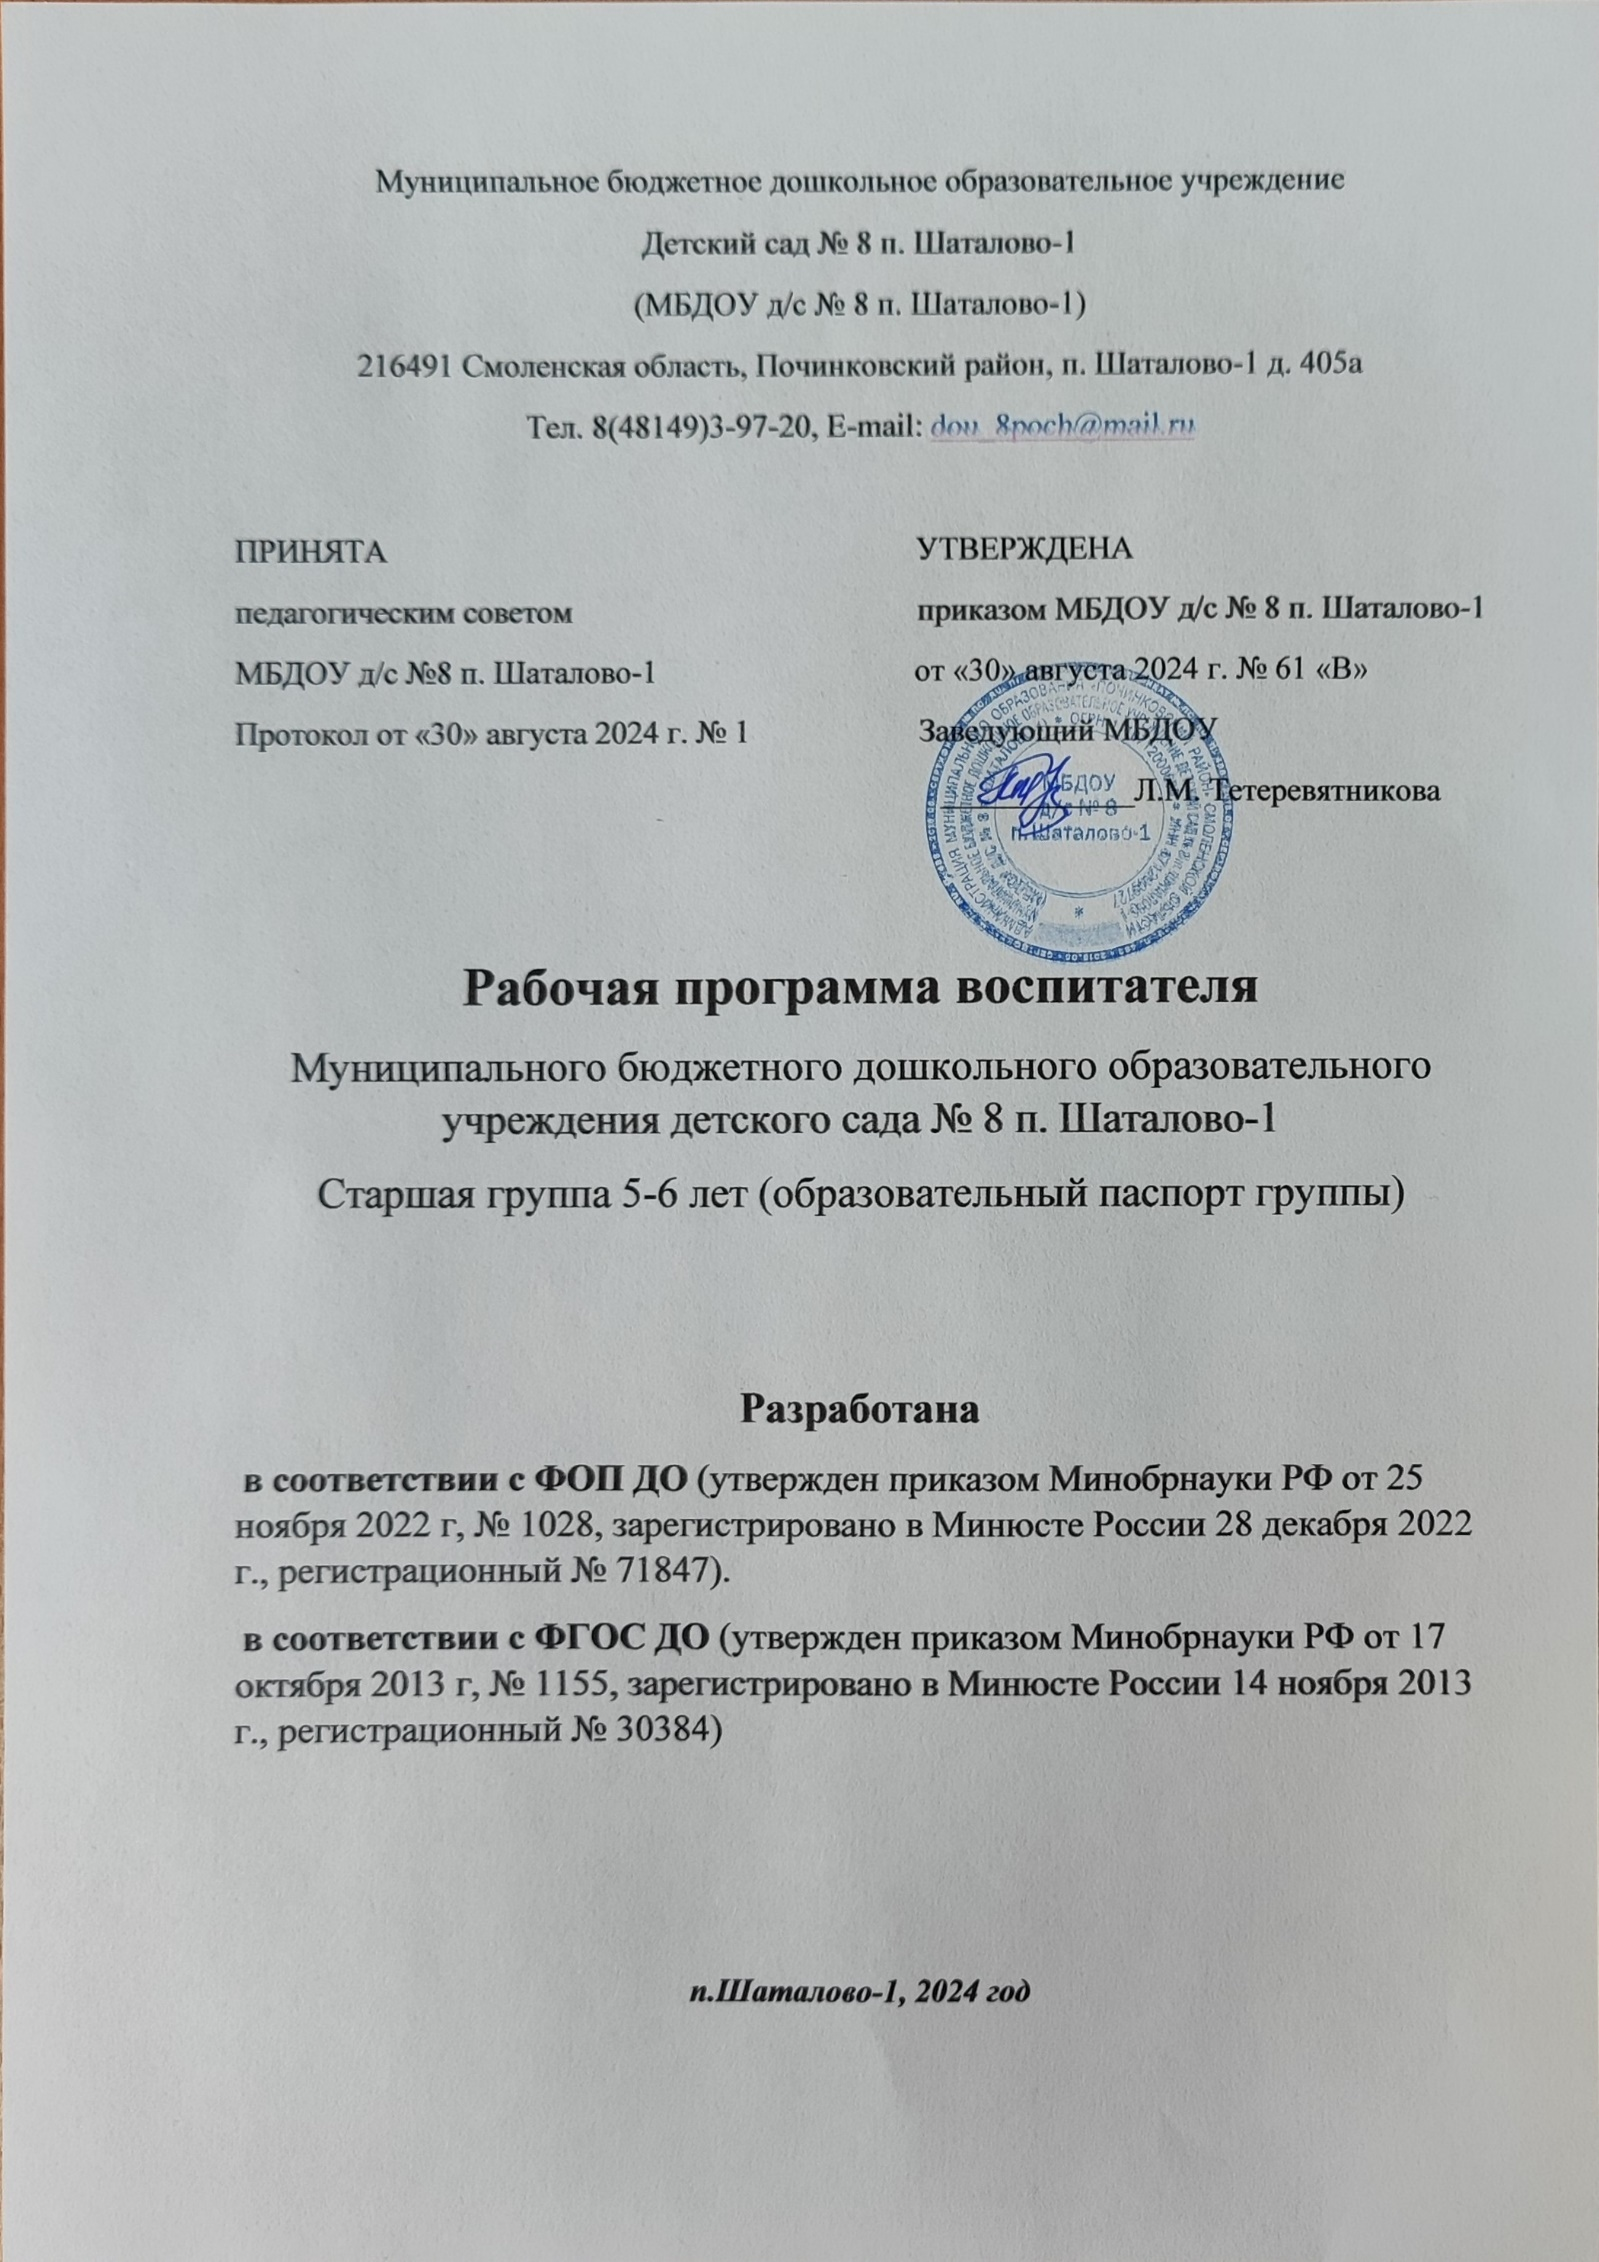 Муниципальное бюджетное дошкольное образовательное учреждение
Детский сад № 8 п. Шаталово-1
(МБДОУ д/с № 8 п. Шаталово-1)
216491 Смоленская область, Починковский район, п. Шаталово-1 д. 405а
Тел. 8(48149)3-97-20, E-mail: dou_8poch@mail.ru
ПРИНЯТА
педагогическим советом
МБДОУ д/с №8 п. Шаталово-1
Протокол от «30» августа 2024 г. № 1
УТВЕРЖДЕНА
приказом МБДОУ д/с № 8 п. Шаталово-1
от «30» августа 2024 г. № 61 «В»
Заведующий МБДОУ
Л.М. Тетеревятникова
МБДОУ
д/с № 8
п.Шаталово-1
Рабочая программа воспитателя
Муниципального бюджетного дошкольного образовательного
учреждения детского сада № 8 п. Шаталово-1
Старшая группа 5-6 лет (образовательный паспорт группы)
Разработана
в соответствии с ФОП ДО (утвержден приказом Минобрнауки РФ от 25
ноября 2022 г, № 1028, зарегистрировано в Минюсте России 28 декабря 2022
г., регистрационный № 71847).
в соответствии с ФГОС ДО (утвержден приказом Минобрнауки РФ от 17
октября 2013 г, № 1155, зарегистрировано в Минюсте России 14 ноября 2013
г., регистрационный № 30384)
п.Шаталово-1, 2024 год